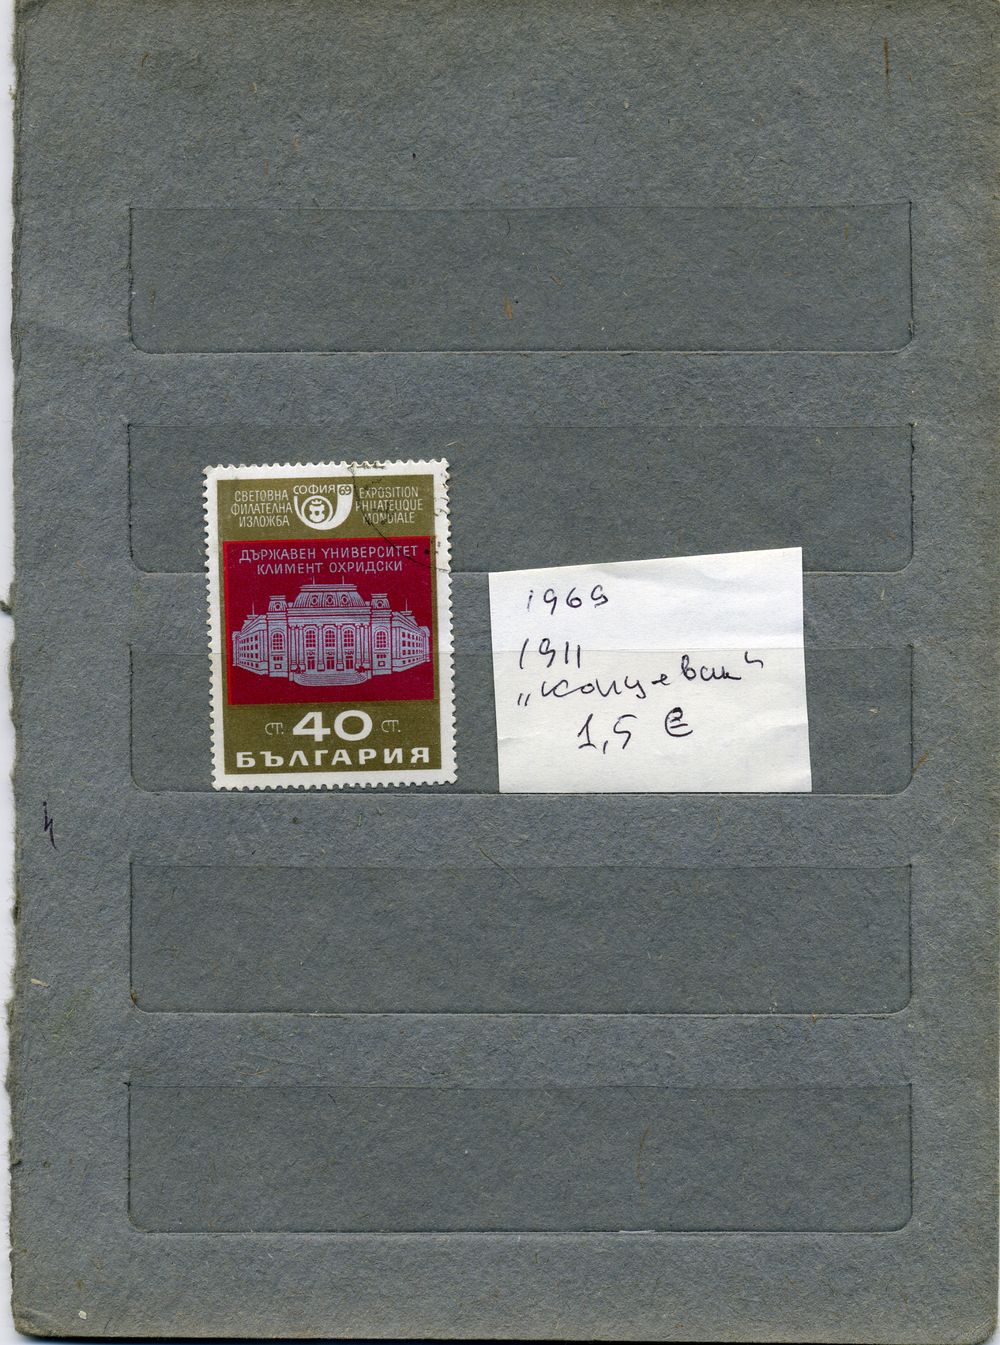 СВЕТОВНА
ФИЛАТЕЛНА
ИЗЛОЖБА
СОФИЯ 69
EXPOSITION
PHILATELIQUE
MONDIALE
ДЪРЖАВЕН УНИВЕРСИТЕТ
КЛИМЕНТ ОХРИДСКИ
СТ. 40 СТ.
БЪЛГАРИЯ
1969
1911
1,5 €